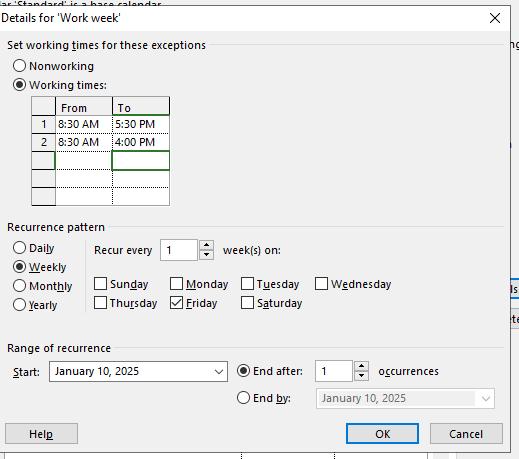 dar 'Standard' is a base calendar
Details for 'Work week'
Set working times for these exceptions
Nonworking
Working times:
From To
1 8:30 AM 5:30 PM
2 8:30 AM 4:00 PM
Recurrence pattern
Daily Recur every 1 week(s) on:
Weekly
Monthly Sunday Monday Tuesday Wednesday
Yearly Thursday Friday Saturday
Range of recurrence
Start: January 10, 2025 End after: 1 occurrences
End by: January 10, 2025
Help OK Cancel